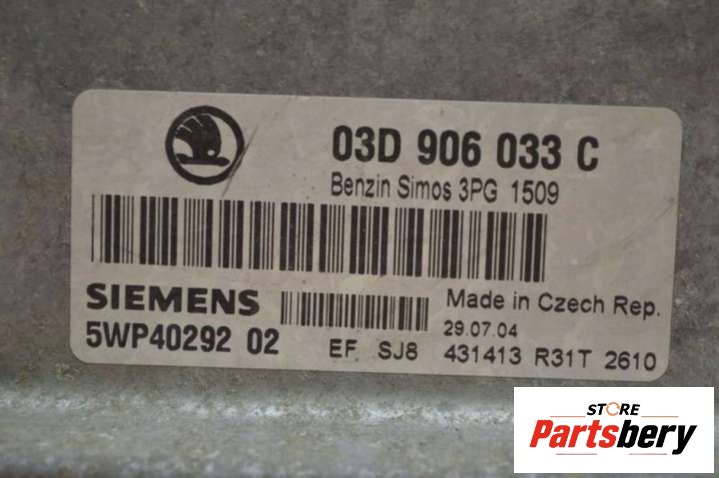 03D 906 033 C
Benzin Simos 3PG 1509
SIEMENS
Made in Czech Rep.
29.07.04
5WP40292 02
EF SJ8 431413 R31T 2610
STORE
Partsbery